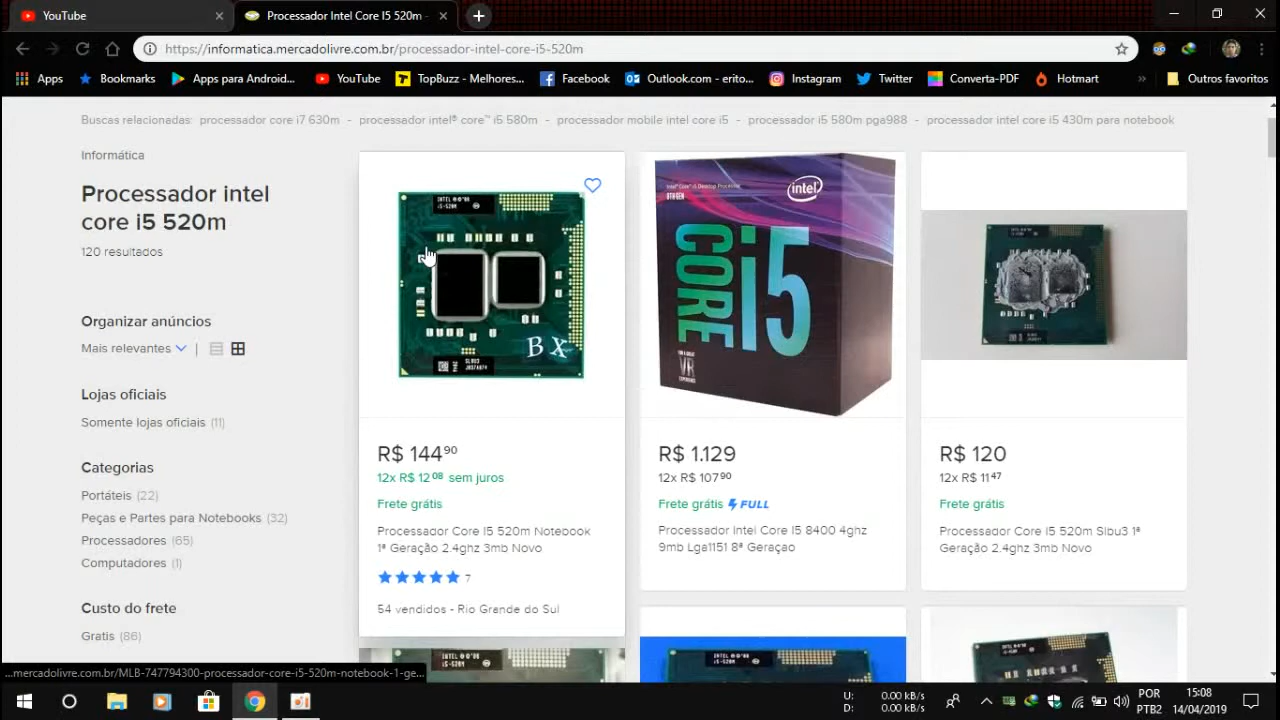 YouTube
Processador Intel Core I5 520m -
https://informatica.mercadolivre.com.br/processador-intel-core-i5-520m
Apps Bookmarks Apps para Android... YouTube TopBuzz - Melhores... Facebook Outlook.com - erito... Instagram Twitter Converta-PDF Hotmart » Outros favoritos
Buscas relacionadas: processador core i7 630m - processador intel® core™ i5 580m - processador mobile intel core i5 - processador i5 580m pga988 - processador intel core i5 430m para notebook
Informática
Processador intel
core i5 520m
120 resultados
Organizar anúncios
Mais relevantes |
Lojas oficiais
Somente lojas oficiais (11)
Categorias
Portáteis (22)
Peças e Partes para Notebooks (32)
Processadores (65)
Computadores (1)
Custo do frete
Gratis (86)
i5-520M
BX
R$ 144⁹⁰
12x R$ 12⁰⁸ sem juros
Frete grátis
Processador Core I5 520m Notebook
1ª Geração 2.4ghz 3mb Novo
7
54 vendidos - Rio Grande do Sul
intel
CORE i5
VR
R$ 1.129
12x R$ 107⁹⁰
Frete grátis FULL
Processador Intel Core I5 8400 4ghz
9mb Lga1151 8ª Geraçao
R$ 120
12x R$ 11⁴⁷
Frete grátis
Processador Core I5 520m Slbu3 1ª
Geração 2.4ghz 3mb Novo
i5-520M
i5-520M
...mercadolivre.com.br/MLB-747794300-processador-core-i5-520m-notebook-1-ge...
U: 0.00 kB/s
D: 0.00 kB/s
POR
PTB2
15:08
14/04/2019